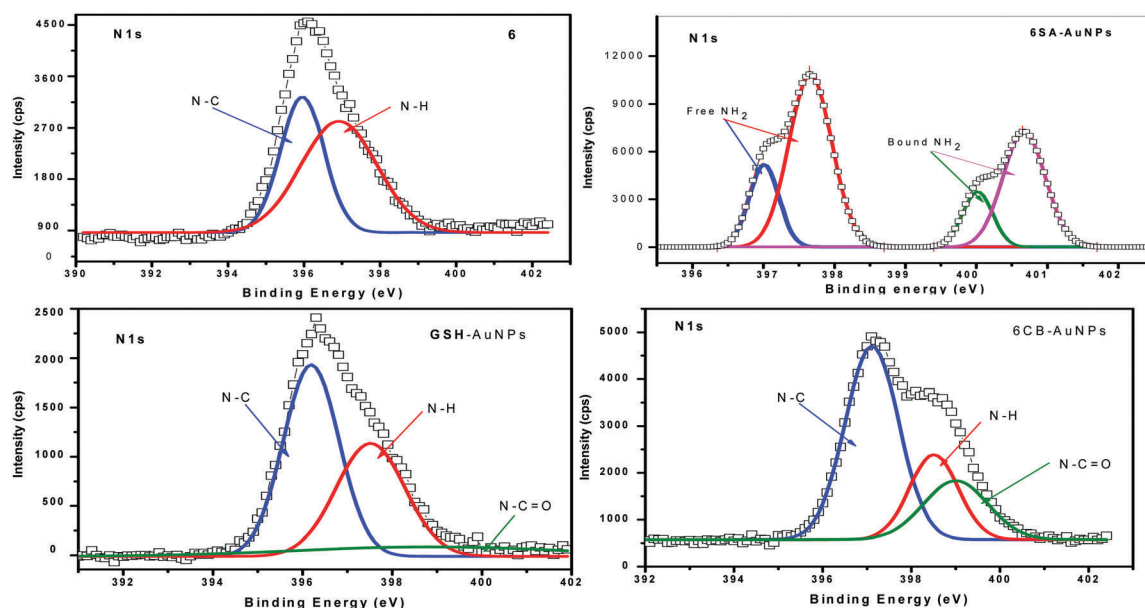 N1s
6
N-C
N-H
Intensity (cps)
4500
3600
2700
1800
900
0
390
392
394
396
398
400
402
Binding Energy (eV)
N1s
6SA-AuNPs
Free NH2
Bound NH2
Intensity (cps)
12000
9000
6000
3000
0
396
397
398
399
400
401
402
Binding energy (eV)
N1s
GSH-AuNPs
N-C
N-H
N-C=O
Intensity (cps)
2500
2000
1500
1000
500
0
392
394
396
398
400
402
Binding Energy (eV)
N1s
6CB-AuNPs
N-C
N-H
N-C=O
Intensity (cps)
5000
4000
3000
2000
1000
0
392
394
396
398
400
402
Binding Energy (eV)